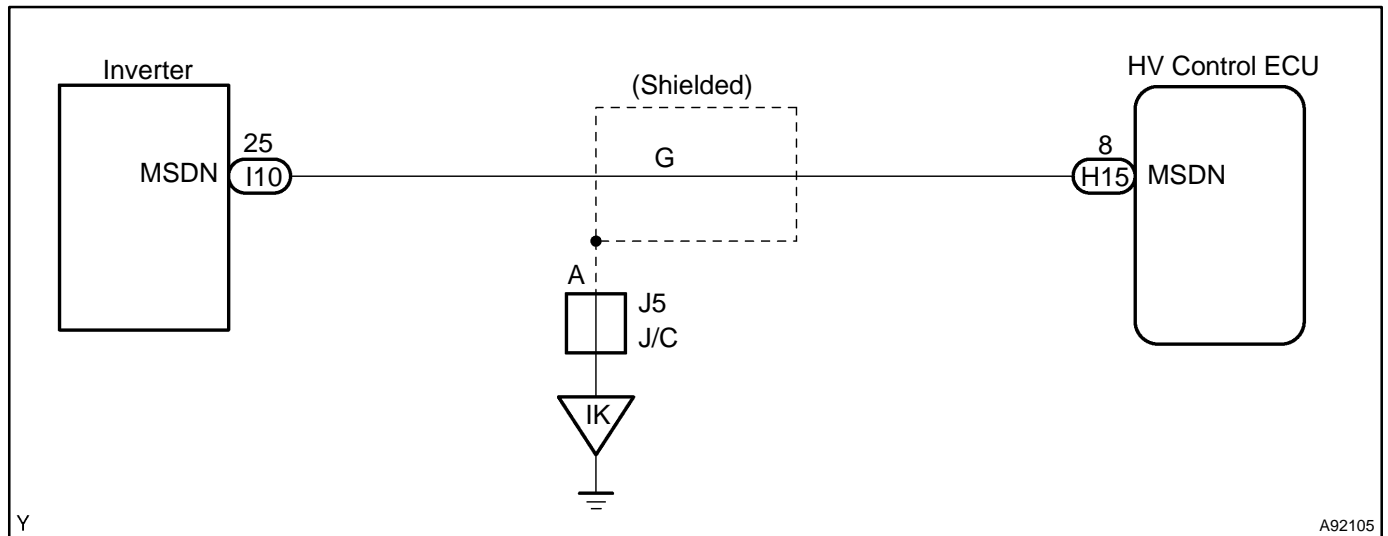 Inverter
HV Control ECU
(Shielded)
25
8
G
MSDN
I10
H15
MSDN
A
J5
J/C
IK
Y
A92105